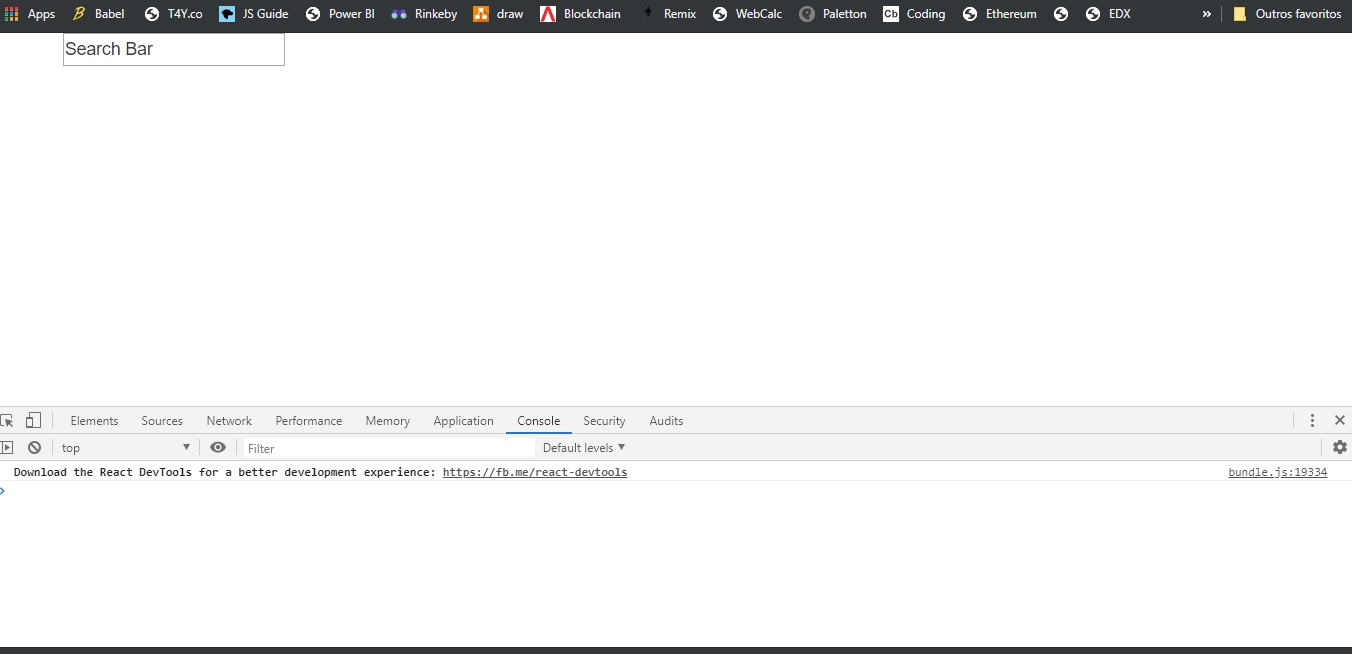 Apps Babel T4Y.co JS Guide Power BI Rinkeby draw Blockchain Remix WebCalc Paletton Cb Coding Ethereum EDX » Outros favoritos
Search Bar
Elements Sources Network Performance Memory Application Console Security Audits
top Filter Default levels
Download the React DevTools for a better development experience: https://fb.me/react-devtools bundle.js:19334